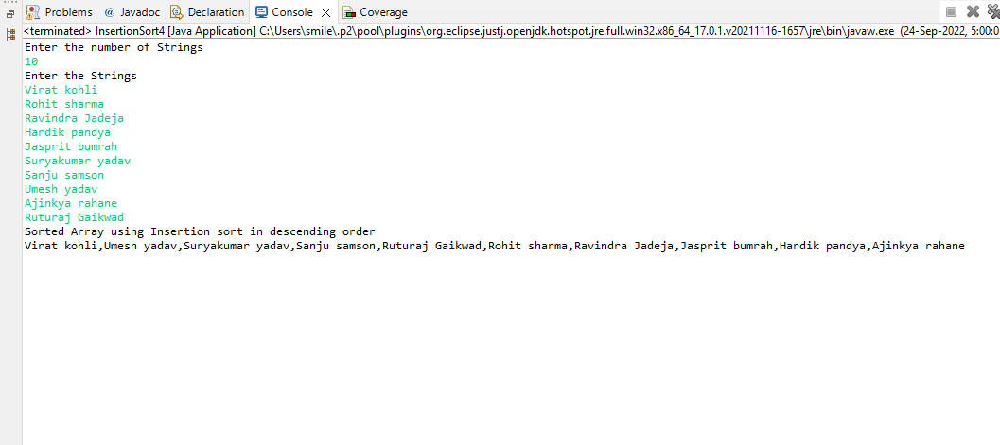 Problems @ Javadoc Declaration Console Coverage
<terminated> InsertionSort4 [Java Application] C:\Users\smile\.p2\pool\plugins\org.eclipse.justj.openjdk.hotspot.jre.full.win32.x86_64_17.0.1.v20211116-1657\jre\bin\javaw.exe (24-Sep-2022, 5:00:0
Enter the number of Strings
10
Enter the Strings
Virat kohli
Rohit sharma
Ravindra Jadeja
Hardik pandya
Jasprit bumrah
Suryakumar yadav
Sanju samson
Umesh yadav
Ajinkya rahane
Ruturaj Gaikwad
Sorted Array using Insertion sort in descending order
Virat kohli,Umesh yadav,Suryakumar yadav,Sanju samson,Ruturaj Gaikwad,Rohit sharma,Ravindra Jadeja,Jasprit bumrah,Hardik pandya,Ajinkya rahane